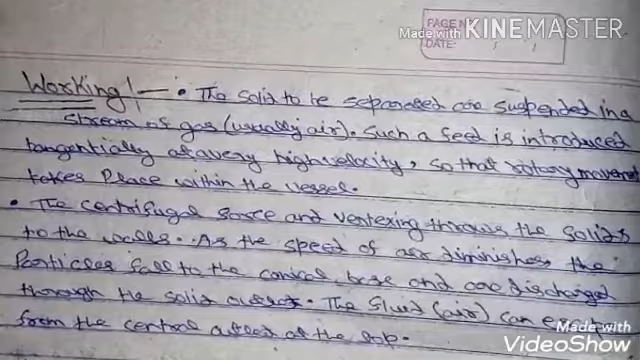 PAGE N
DATE:
Made with KINEMASTER
Working! — • The solid to be seprareted are suspended in a
stream of gas (usually air). Such a feed is introduced
tangentially at a very high velocity, so that rotary movement
takes Place within the vessel.
• The centrifugal force and vertexing throws the solids
to the walls. As the speed of air diminishes the
Particles fall to the conical base and are discharged
through the solid outlet. The fluid (air) can escape
from the central outlet at the top.
Made with
VideoShow